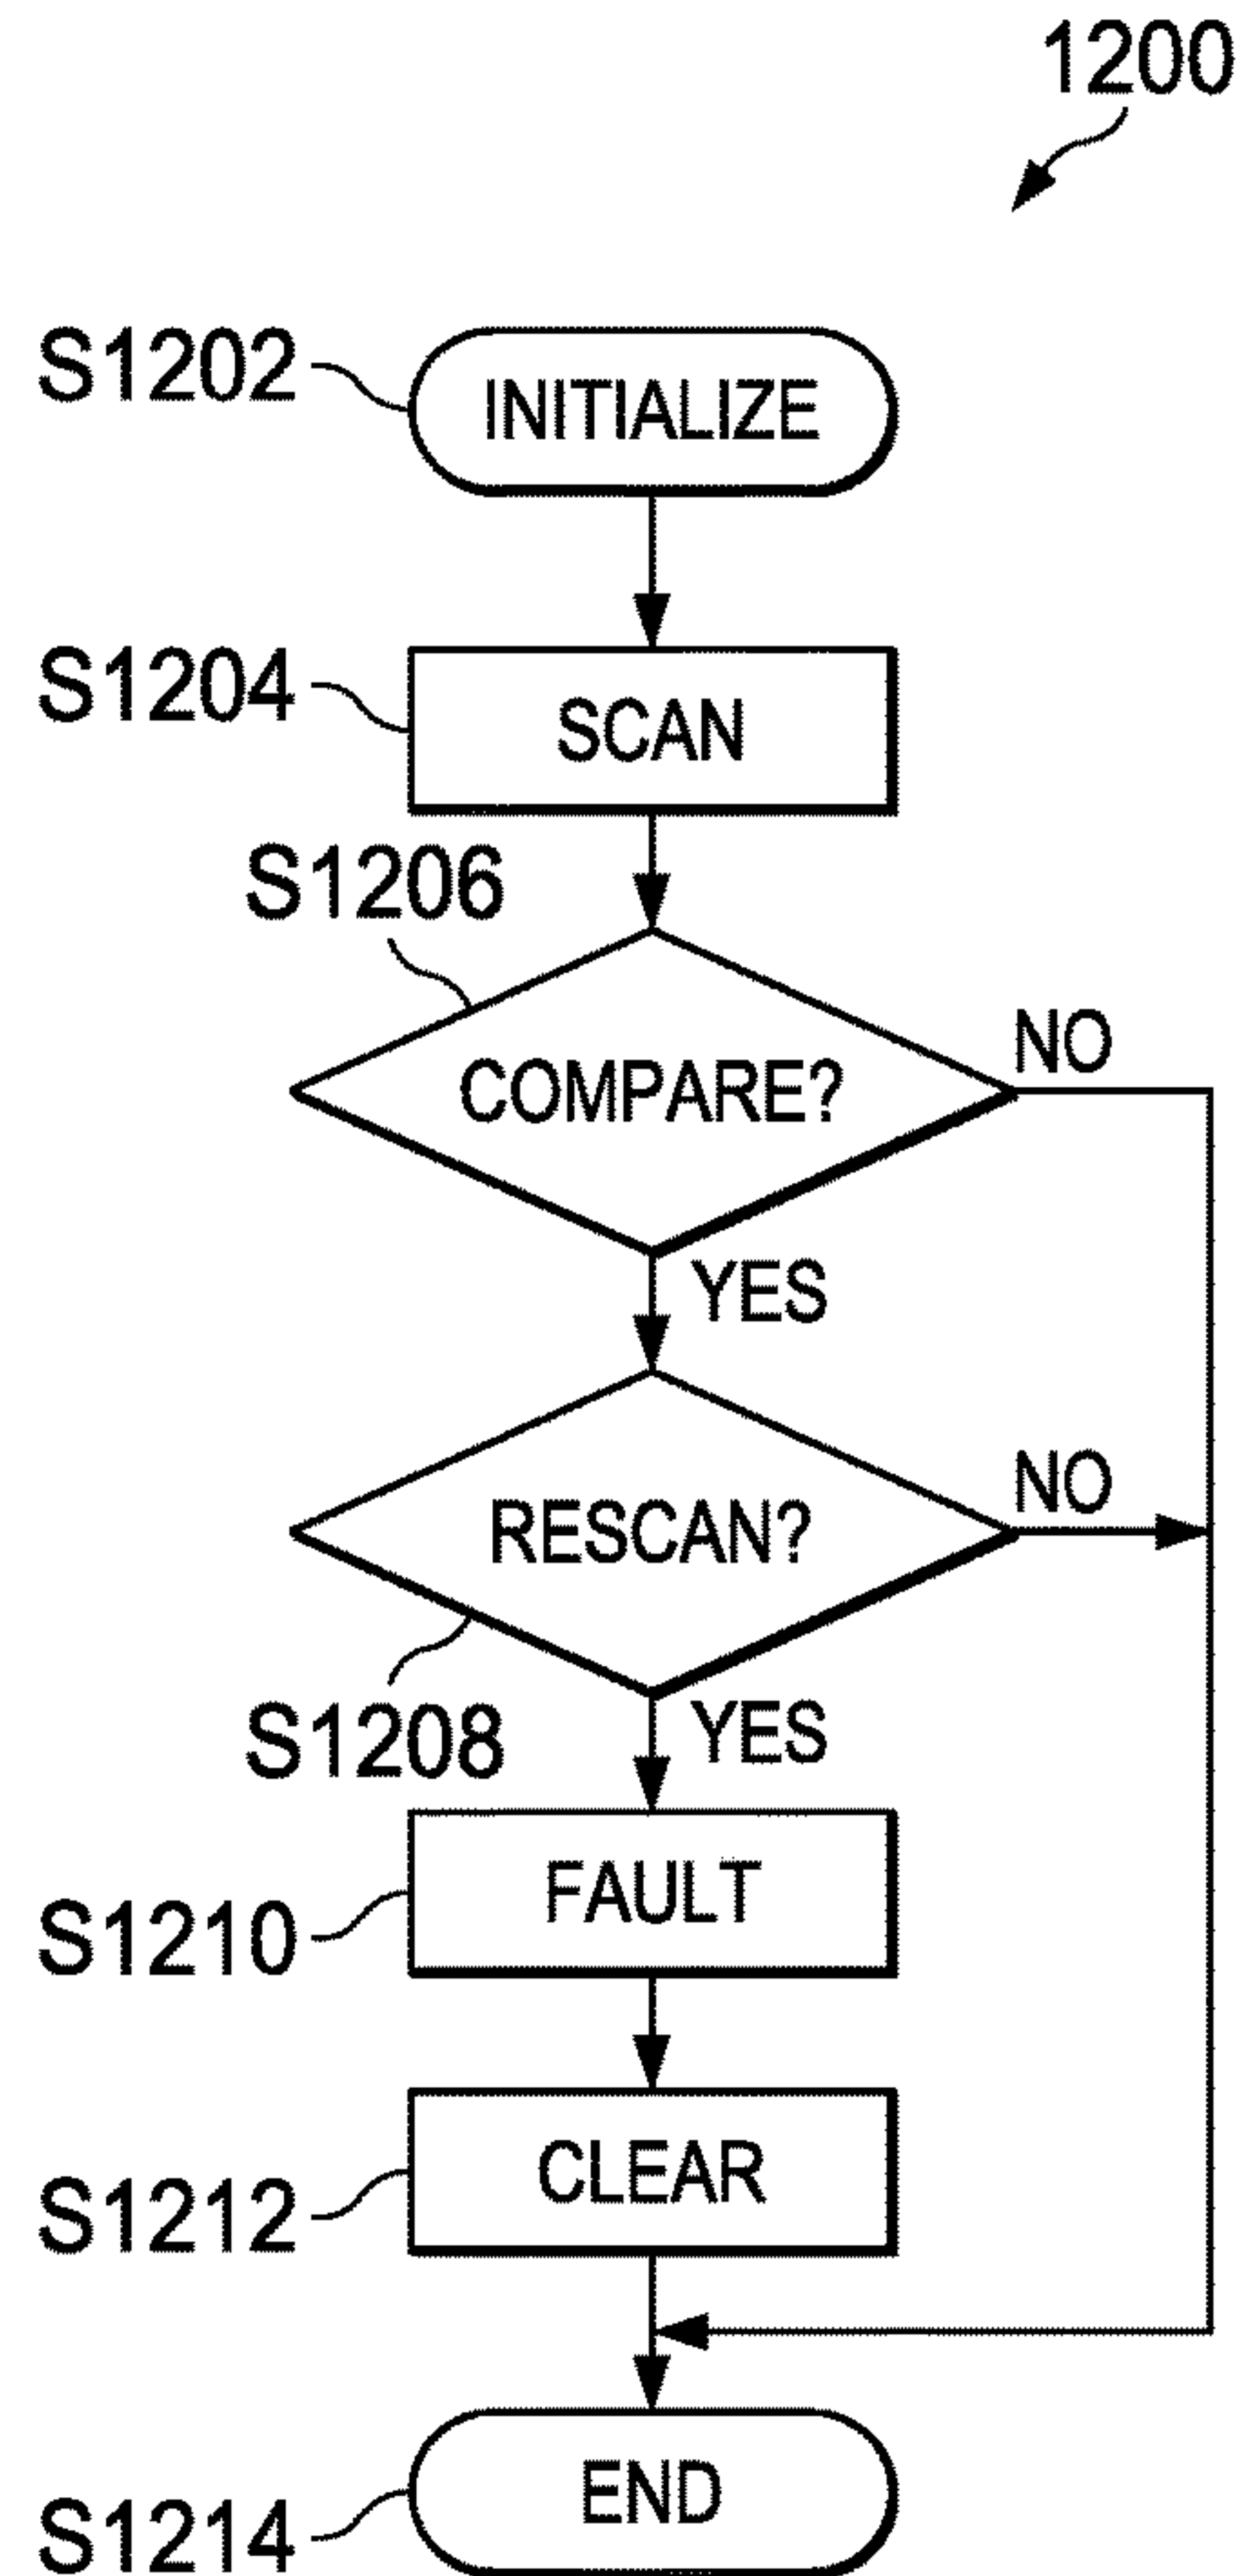 1200
S1202
INITIALIZE
S1204
SCAN
S1206
COMPARE?
NO
YES
RESCAN?
NO
S1208
YES
FAULT
S1210
CLEAR
S1212
END
S1214